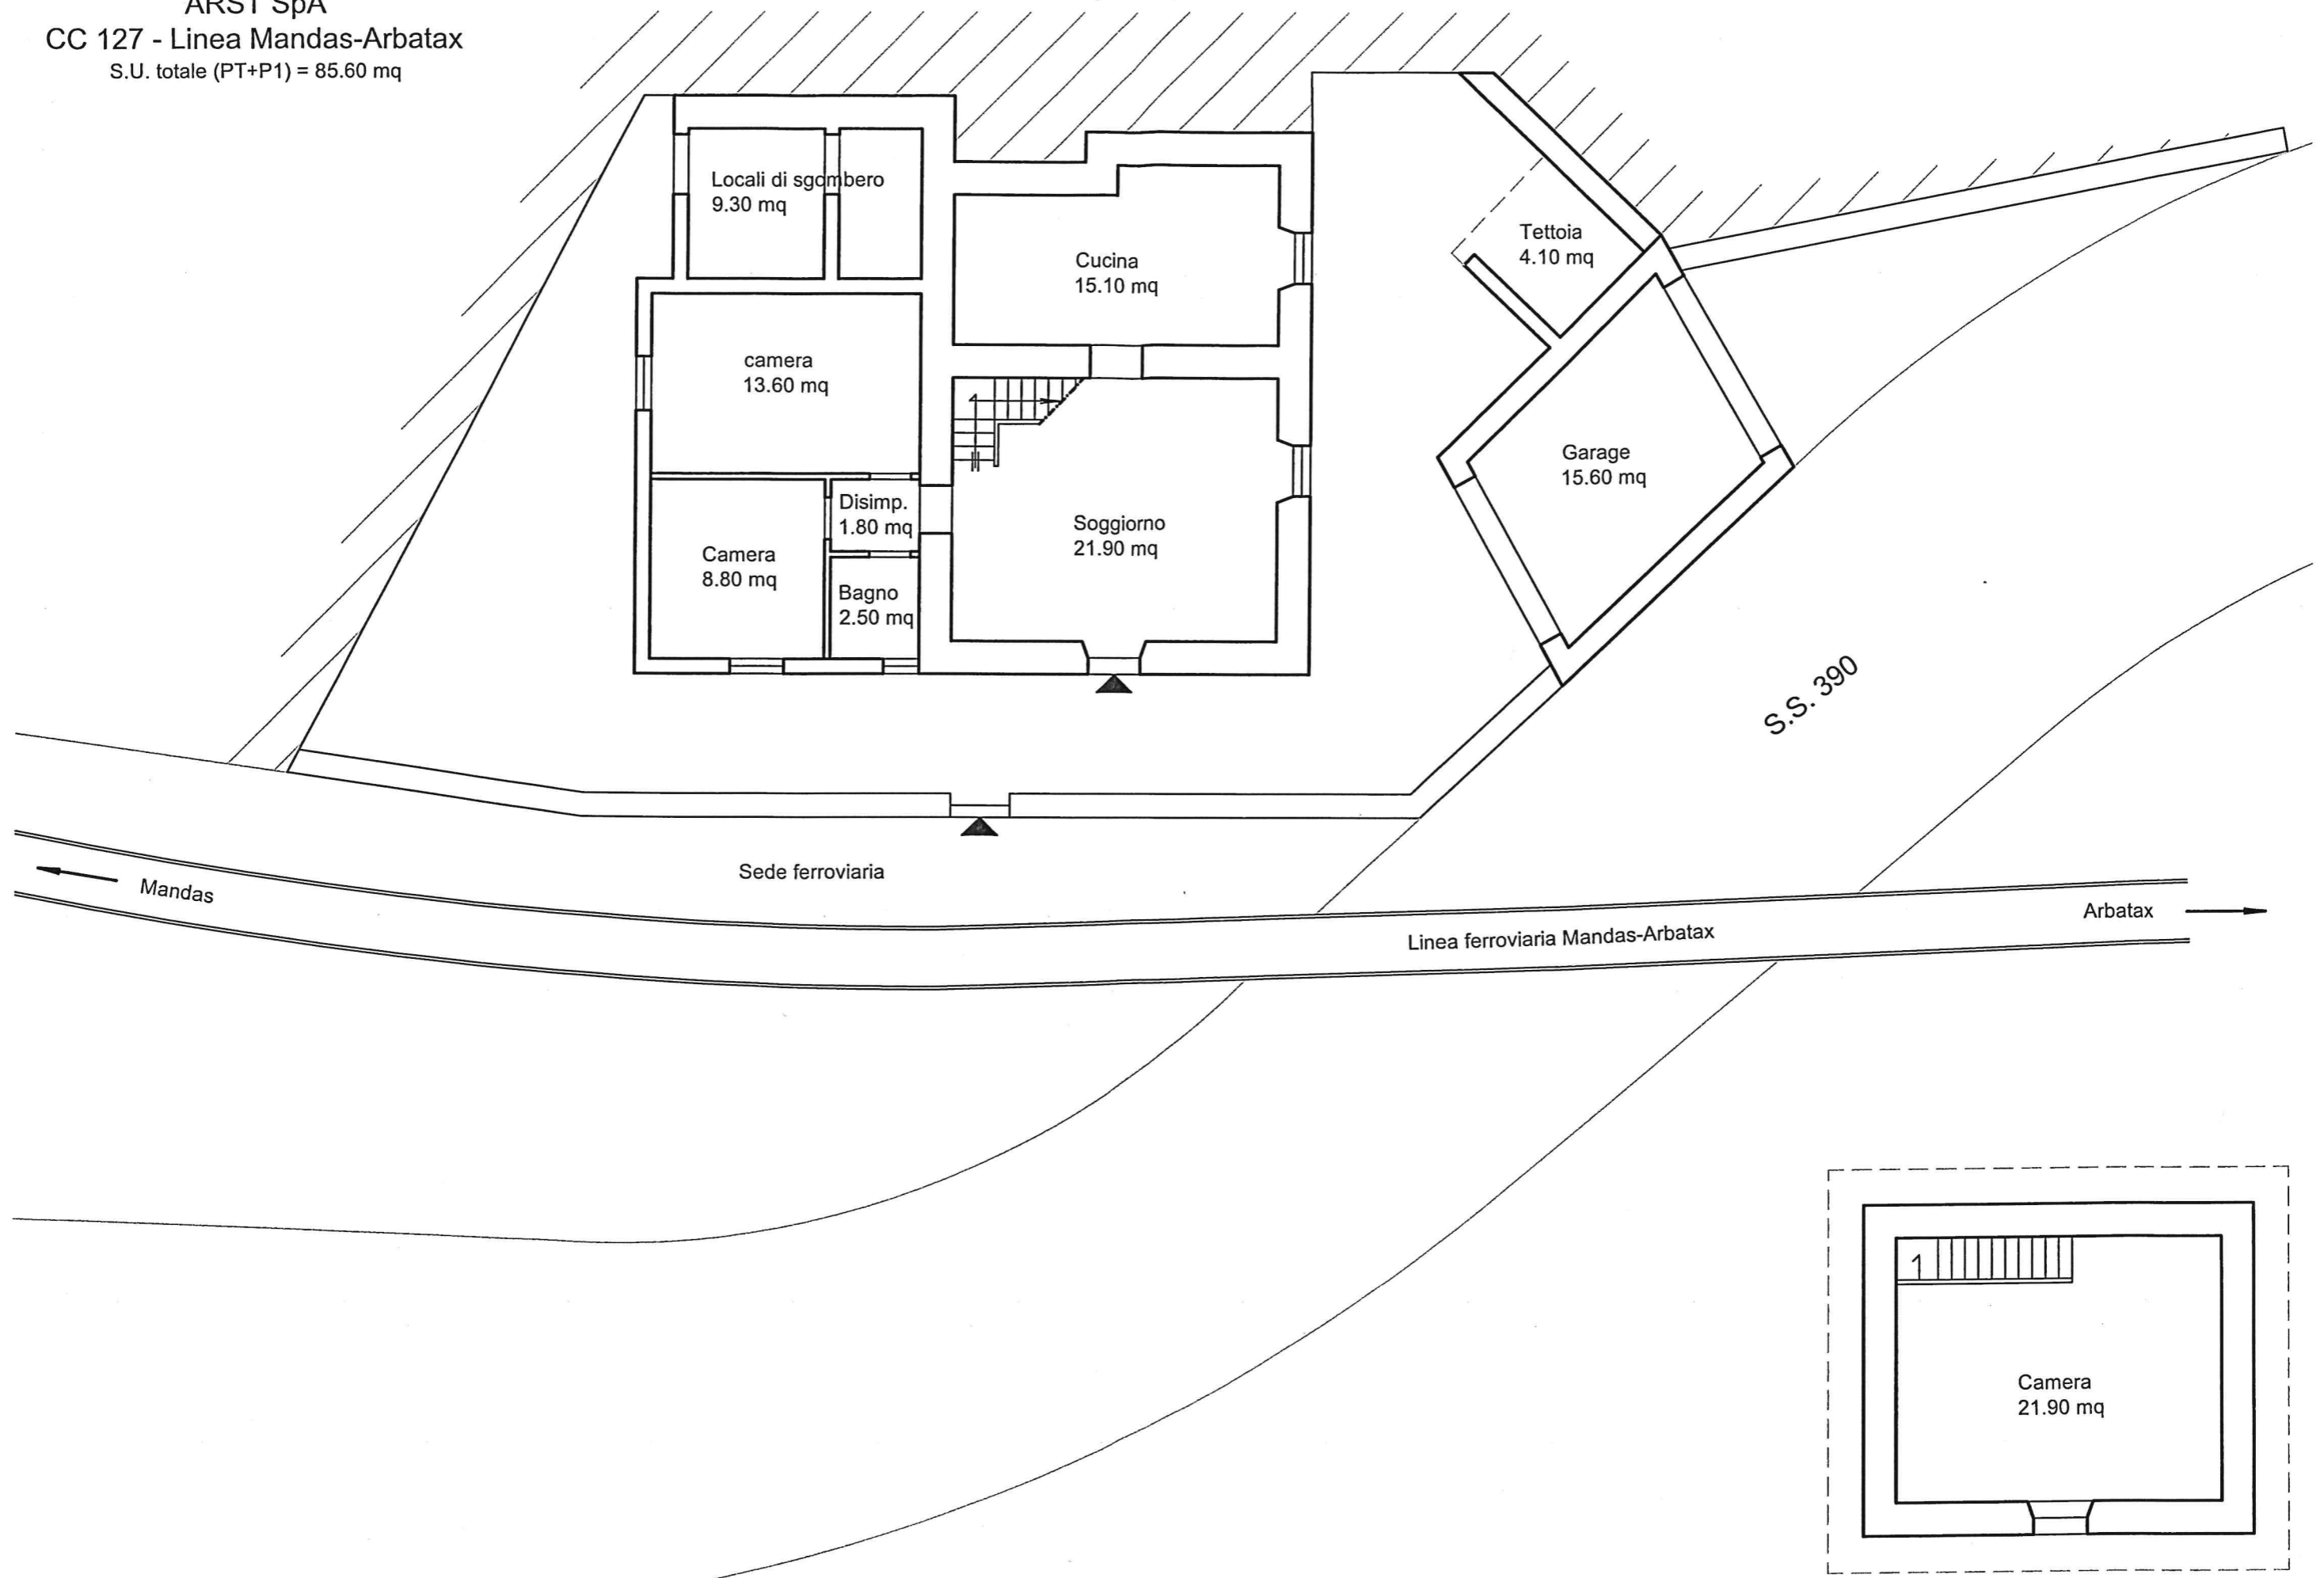 ARST SpA
CC 127 - Linea Mandas-Arbatax
S.U. totale (PT+P1) = 85.60 mq
Locali di sgombero
9.30 mq
Cucina
15.10 mq
Tettoia
4.10 mq
camera
13.60 mq
Garage
15.60 mq
Disimp.
1.80 mq
Soggiorno
21.90 mq
Camera
8.80 mq
Bagno
2.50 mq
S.S. 390
Sede ferroviaria
Mandas
Arbatax
Linea ferroviaria Mandas-Arbatax
Camera
21.90 mq